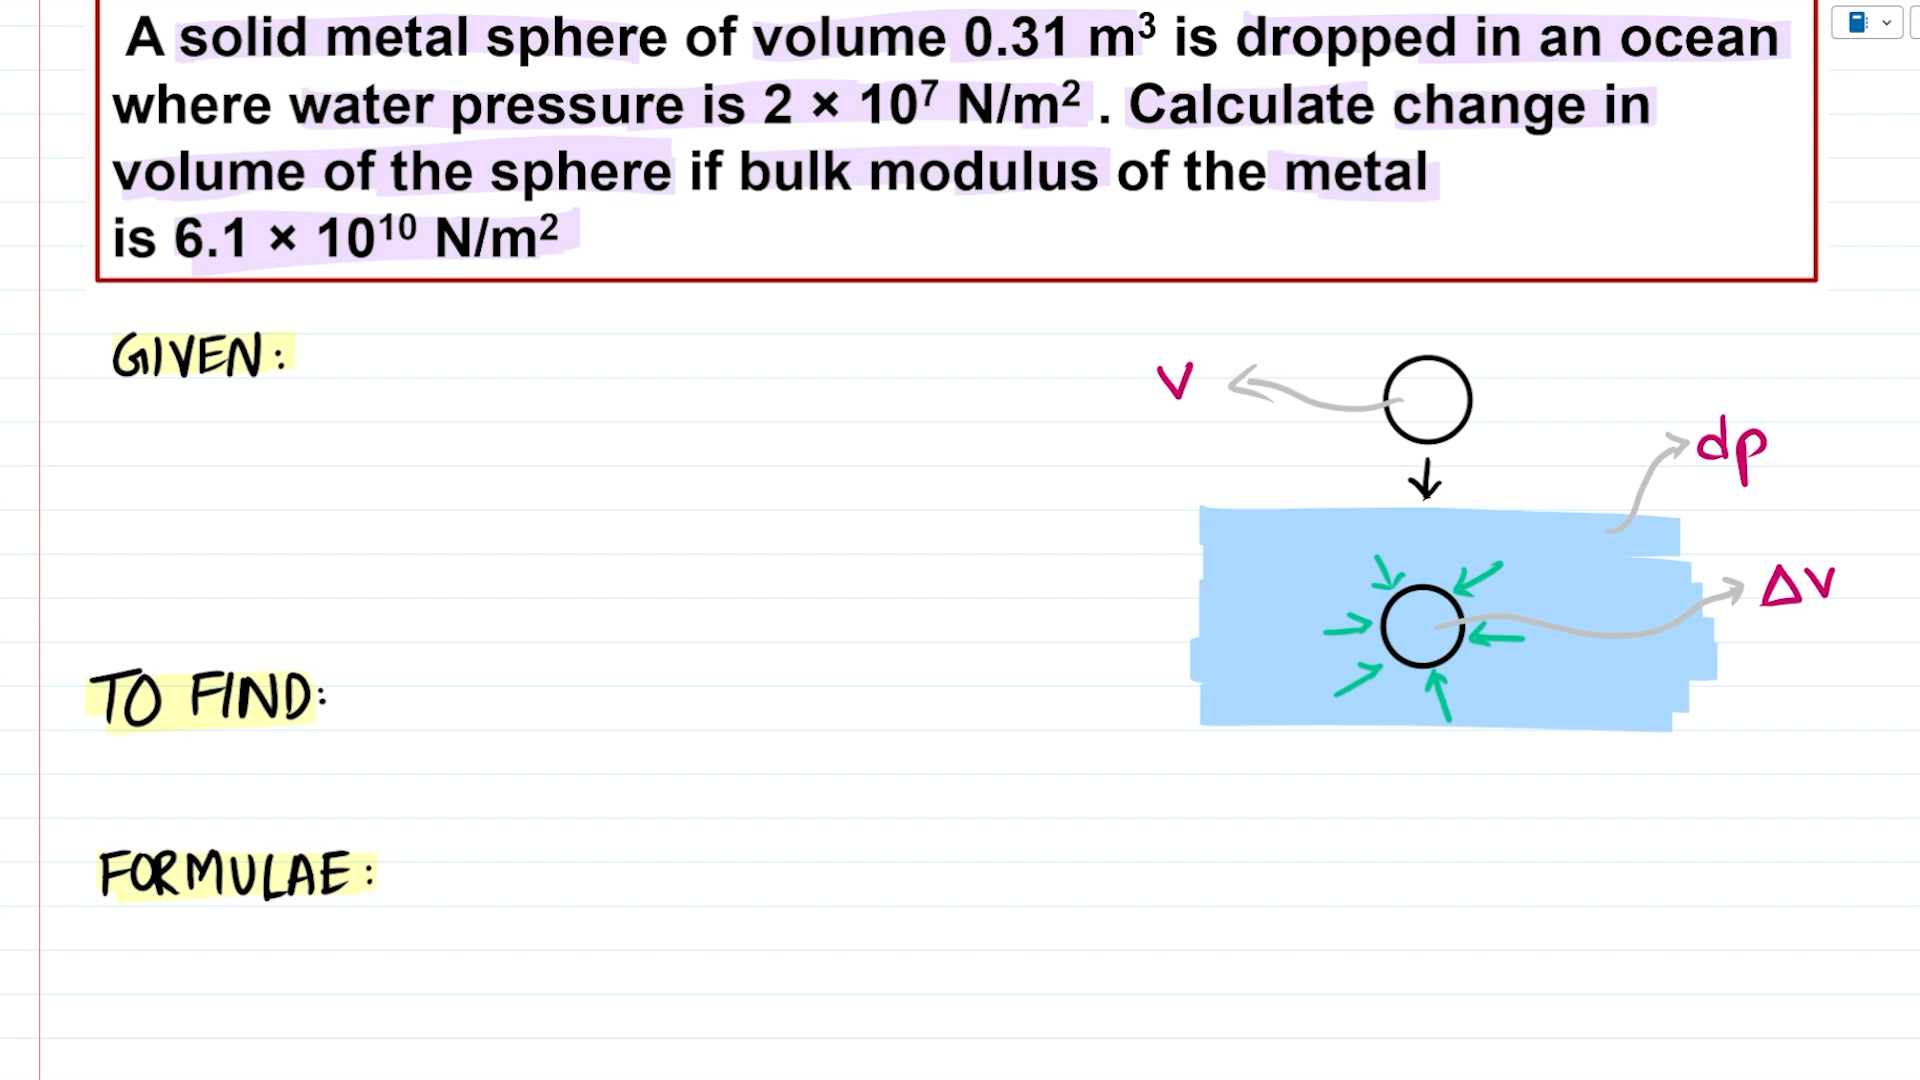 A solid metal sphere of volume 0.31 m³ is dropped in an ocean
where water pressure is 2 × 10⁷ N/m² . Calculate change in
volume of the sphere if bulk modulus of the metal
is 6.1 × 10¹⁰ N/m²
GIVEN:
V
dp
ΔV
TO FIND:
FORMULAE: